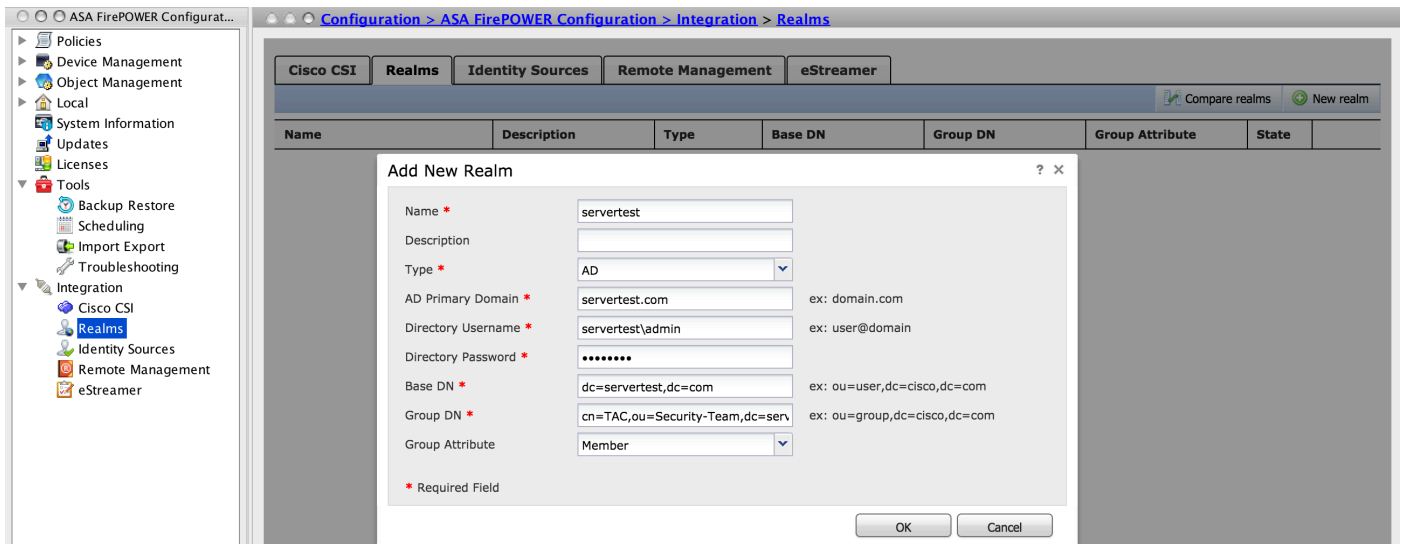 ASA FirePOWER Configurat...
Policies
Device Management
Object Management
Local
System Information
Updates
Licenses
Tools
Backup Restore
Scheduling
Import Export
Troubleshooting
Integration
Cisco CSI
Realms
Identity Sources
Remote Management
eStreamer
Configuration > ASA FirePOWER Configuration > Integration > Realms
Cisco CSI Realms Identity Sources Remote Management eStreamer
Compare realms New realm
Name Description Type Base DN Group DN Group Attribute State
Add New Realm ? ×
Name * servertest
Description
Type * AD
AD Primary Domain * servertest.com ex: domain.com
Directory Username * servertest\admin ex: user@domain
Directory Password * ••••••••
Base DN * dc=servertest,dc=com ex: ou=user,dc=cisco,dc=com
Group DN * cn=TAC,ou=Security-Team,dc=serv ex: ou=group,dc=cisco,dc=com
Group Attribute Member
* Required Field
OK Cancel